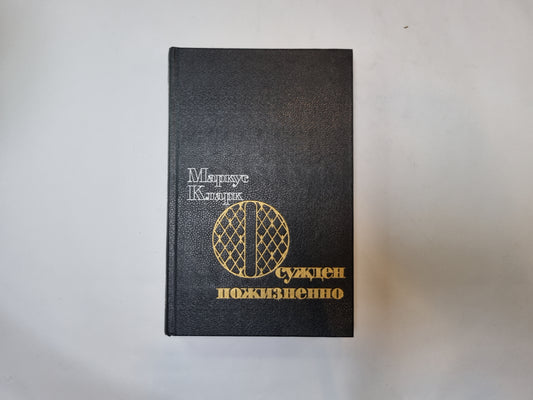 Маркус
Кларк
Осужден
пожизненно